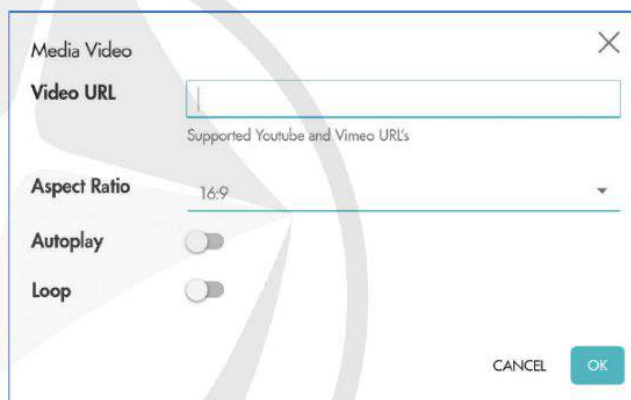 Media Video
Video URL
Supported Youtube and Vimeo URL's
Aspect Ratio
16:9
Autoplay
Loop
CANCEL
OK